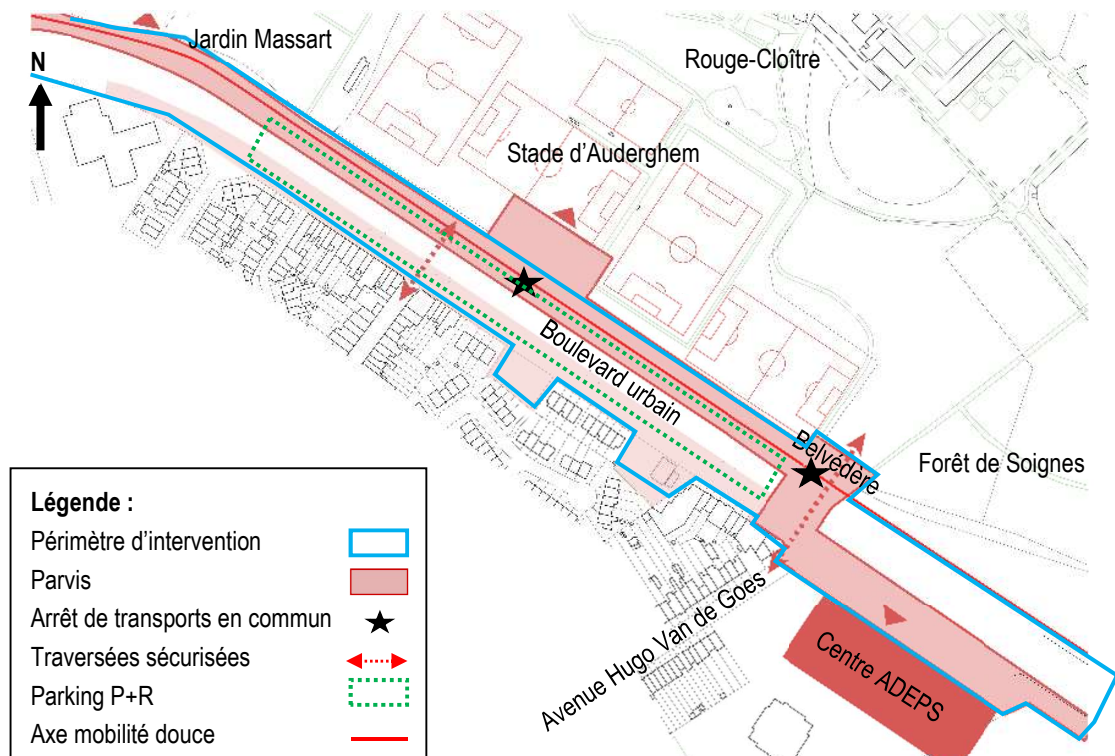 Jardin Massart
N
Rouge-Cloître
Stade d'Auderghem
Boulevard urbain
Belvédère
Forêt de Soignes
Avenue Hugo Van de Goes
Centre ADEPS
Légende :
Périmètre d'intervention
Parvis
Arrêt de transports en commun
Traversées sécurisées
Parking P+R
Axe mobilité douce